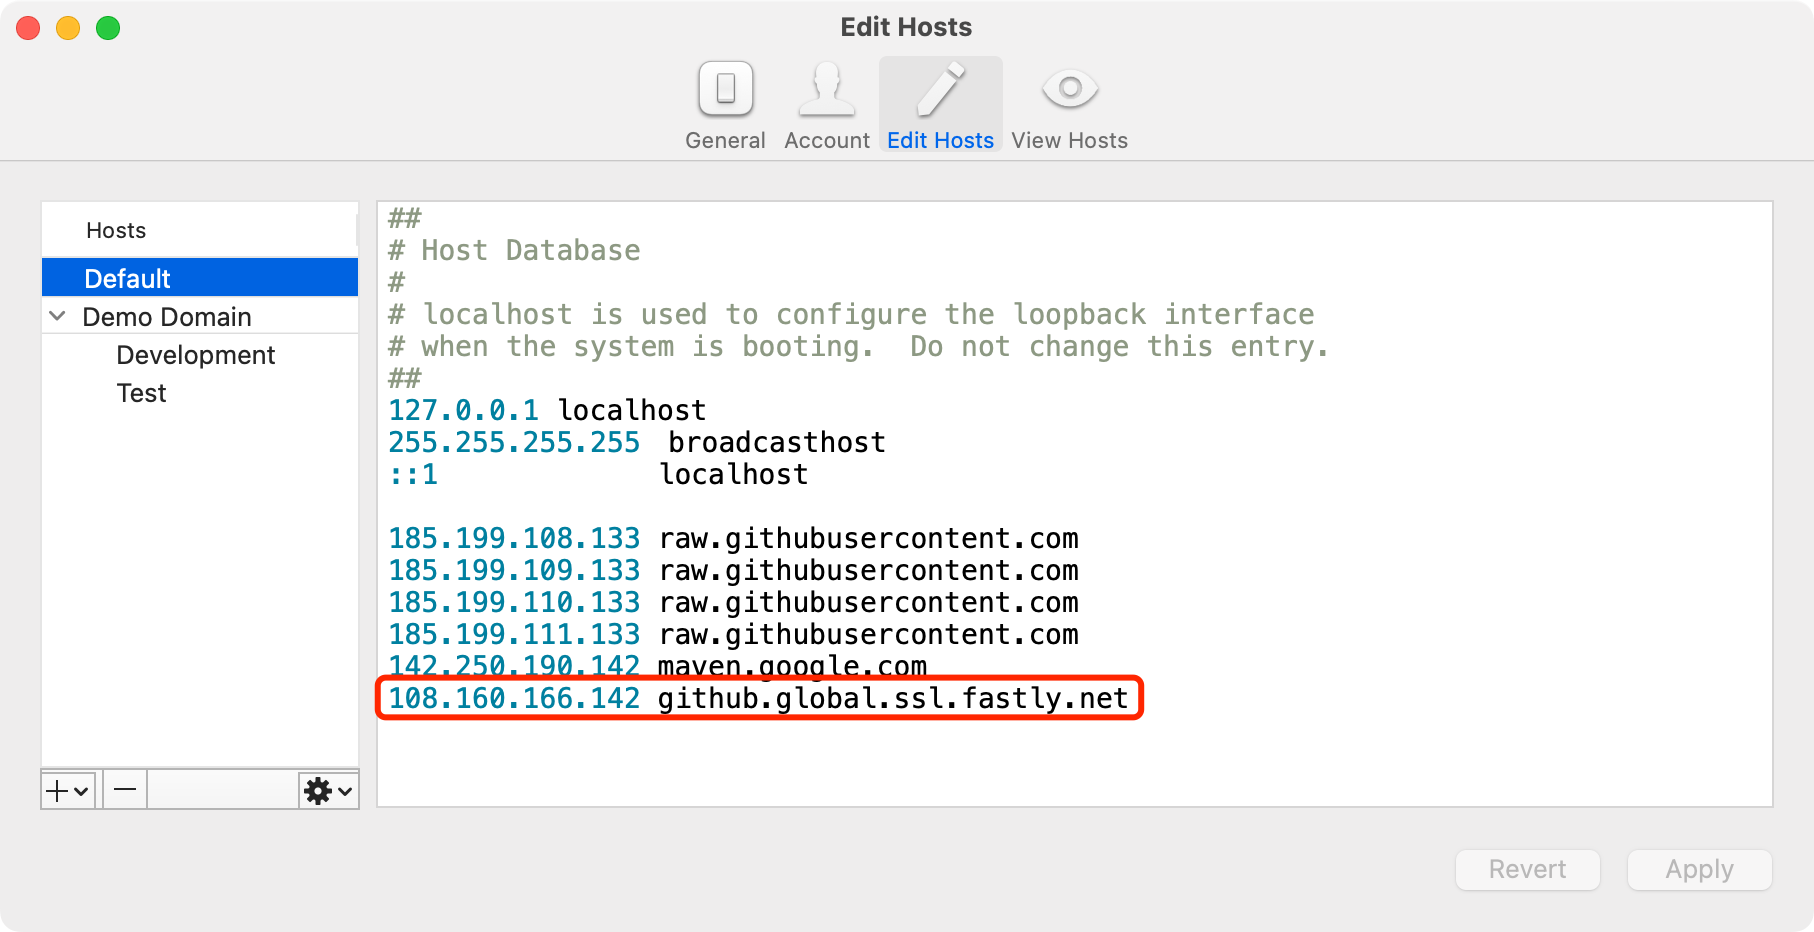 Edit Hosts
General
Account
Edit Hosts
View Hosts
Hosts
Default
Demo Domain
Development
Test
##
# Host Database
#
# localhost is used to configure the loopback interface
# when the system is booting.  Do not change this entry.
##
127.0.0.1 localhost
255.255.255.255 broadcasthost
::1             localhost
185.199.108.133 raw.githubusercontent.com
185.199.109.133 raw.githubusercontent.com
185.199.110.133 raw.githubusercontent.com
185.199.111.133 raw.githubusercontent.com
142.250.190.142 maven.google.com
108.160.166.142 github.global.ssl.fastly.net
Revert
Apply